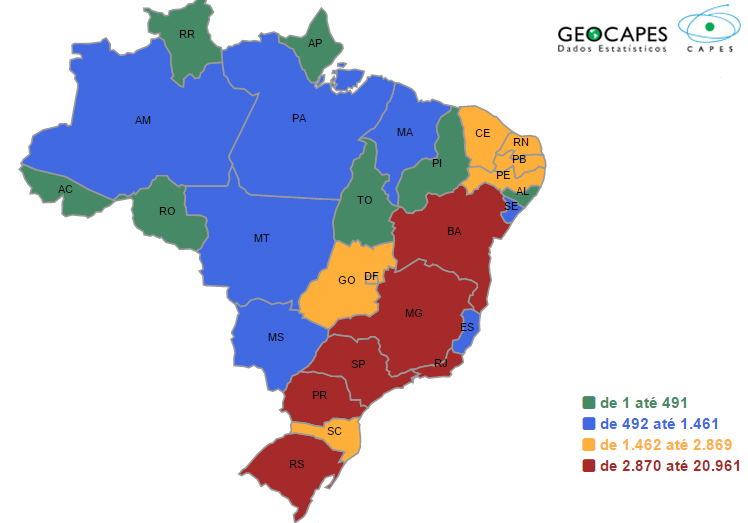 GEOCAPES
Dados Estatísticos
CAPES
RR
AP
AM
PA
MA
CE
RN
PB
PE
PI
AL
SE
AC
RO
TO
BA
MT
GO
DF
MG
ES
MS
SP
RJ
PR
SC
RS
de 1 até 491
de 492 até 1.461
de 1.462 até 2.869
de 2.870 até 20.961